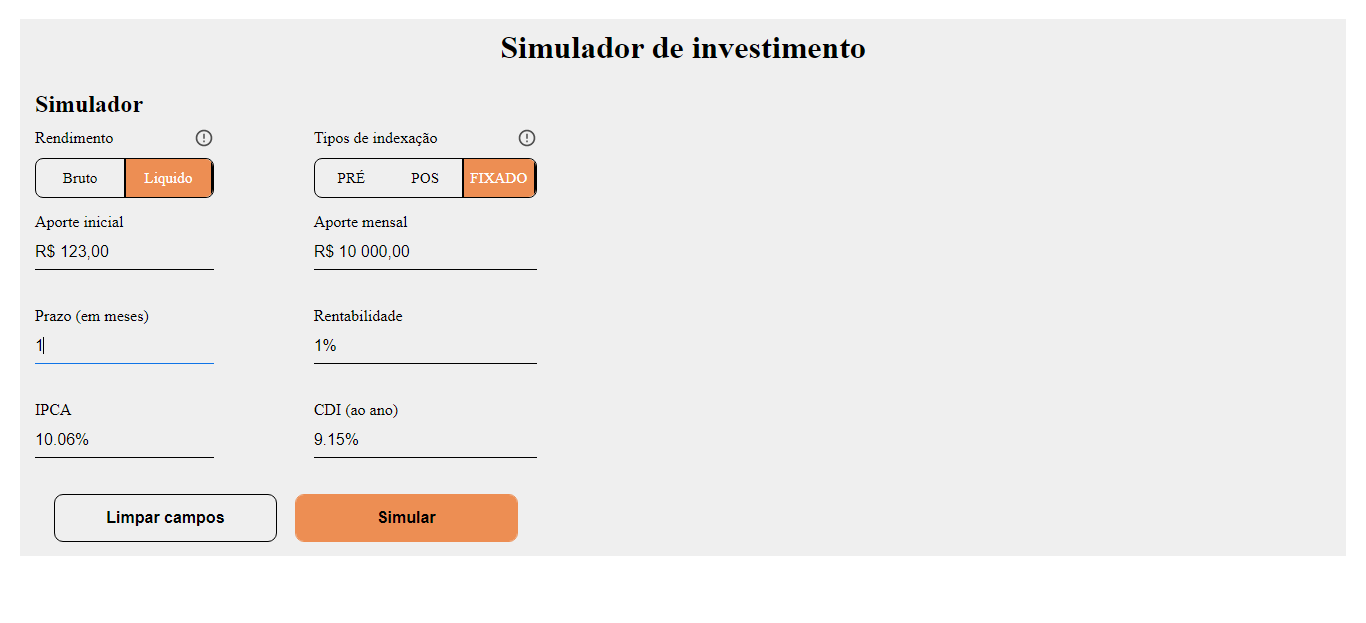 Simulador de investimento
Simulador
Rendimento
Tipos de indexação
Bruto Liquido
PRÉ POS FIXADO
Aporte inicial
Aporte mensal
R$ 123,00
R$ 10 000,00
Prazo (em meses)
Rentabilidade
1
1%
IPCA
CDI (ao ano)
10.06%
9.15%
Limpar campos
Simular